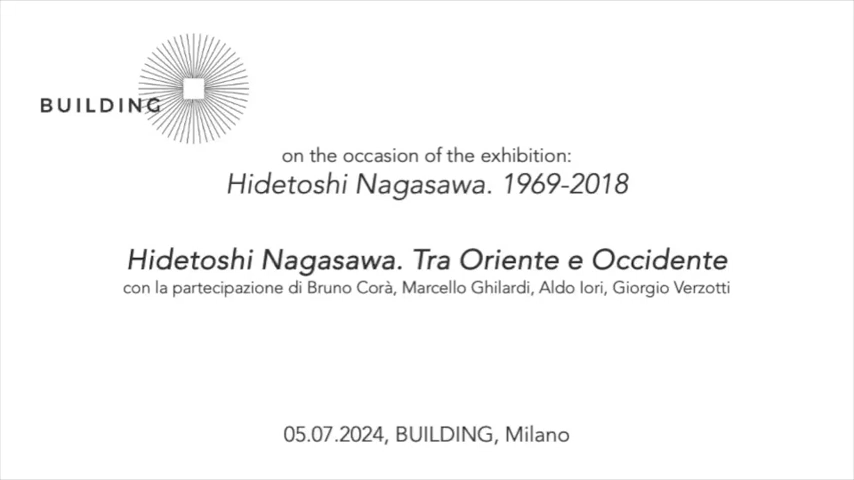 BUILDING
on the occasion of the exhibition:
Hidetoshi Nagasawa. 1969-2018
Hidetoshi Nagasawa. Tra Oriente e Occidente
con la partecipazione di Bruno Corà, Marcello Ghilardi, Aldo Iori, Giorgio Verzotti
05.07.2024, BUILDING, Milano